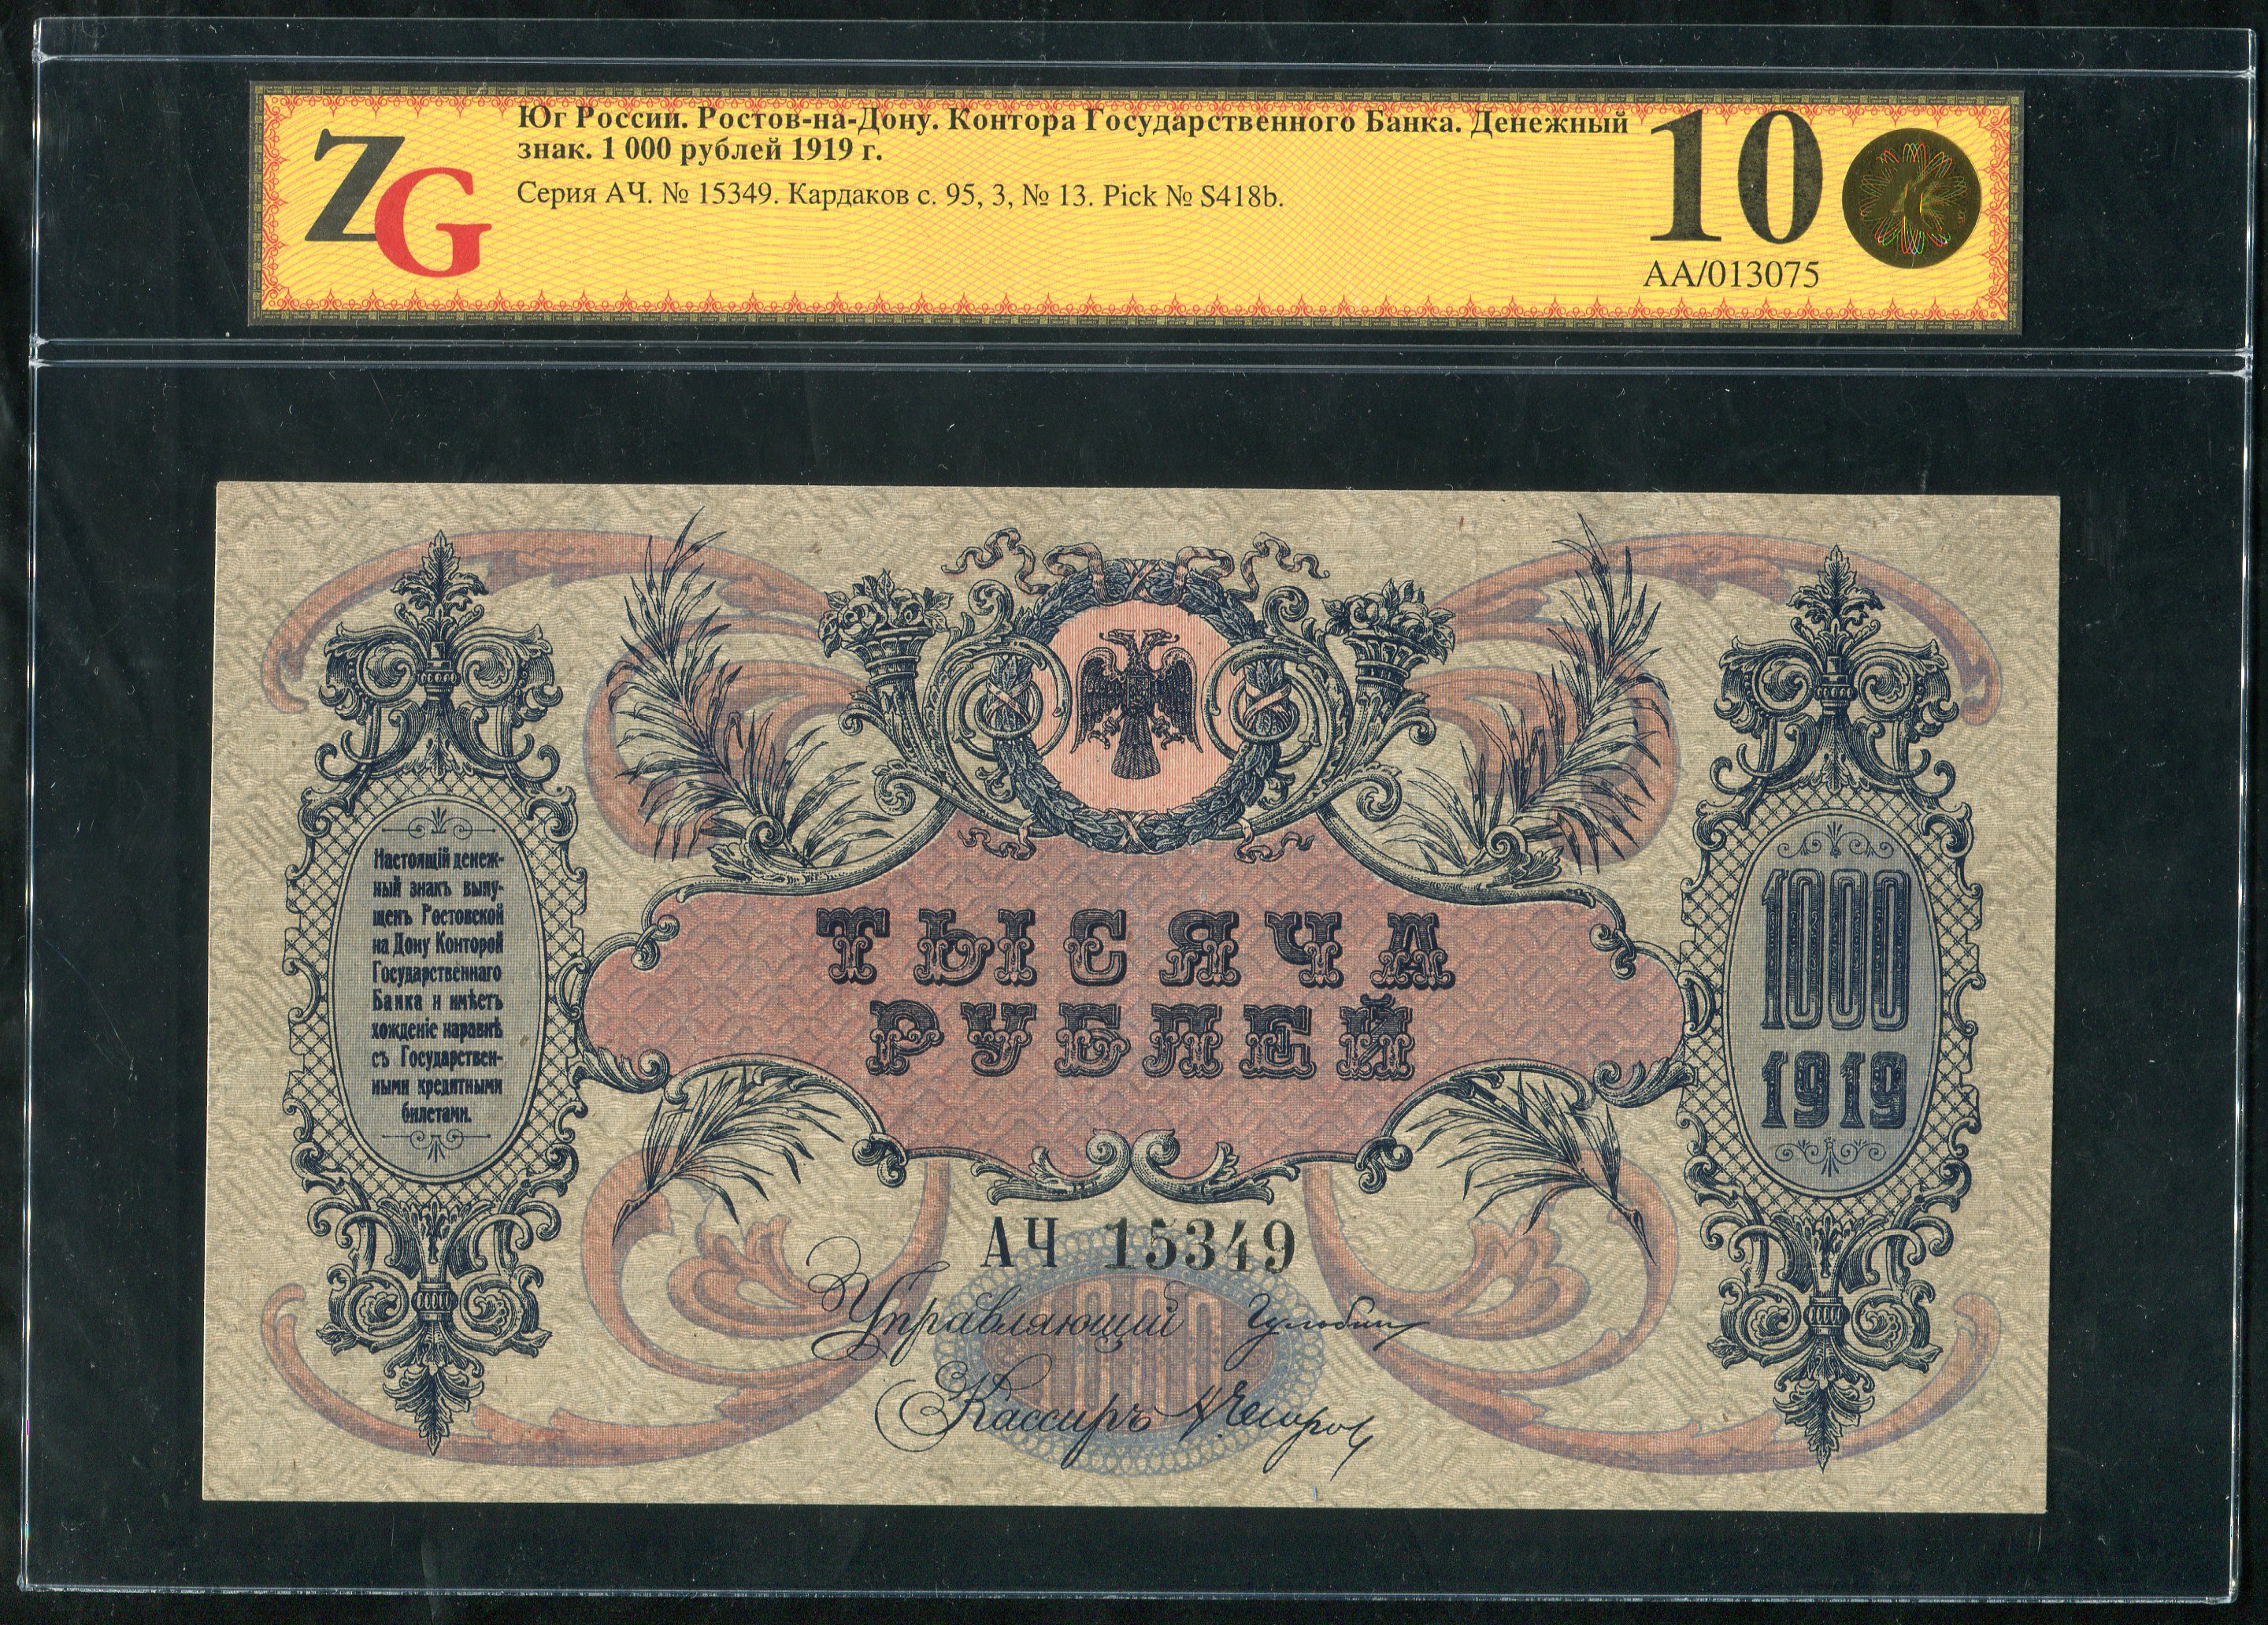 ZG
Юг России. Ростов-на-Дону. Контора Государственного Банка. Денежный
знак. 1 000 рублей 1919 г.
Серия АЧ. № 15349. Кардаков с. 95, 3, № 13. Pick № S418b.
10
АА/013075
Настоящій денеж-
ный знакъ выпу-
щенъ Ростовской
на Дону Конторой
Государственнаго
Банка и имѣетъ
хожденіе наравнѣ
съ Государствен-
ными кредитными
билетами.
ТЫСЯЧА
РУБЛЕЙ
1000
1919
АЧ 15349
1000
Управляющій
Кассиръ